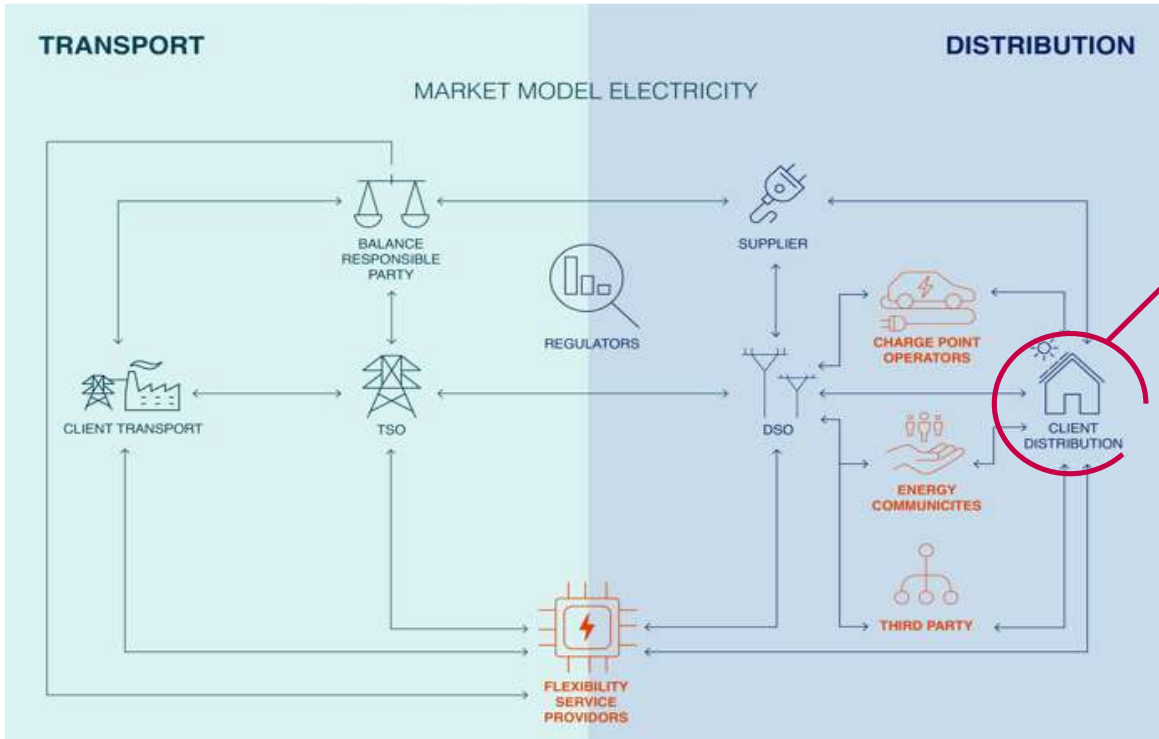 TRANSPORT
DISTRIBUTION
MARKET MODEL ELECTRICITY
BALANCE
RESPONSIBLE
PARTY
SUPPLIER
REGULATORS
CHARGE POINT
OPERATORS
CLIENT TRANSPORT
TSO
DSO
CLIENT
DISTRIBUTION
ENERGY
COMMUNICITES
THIRD PARTY
FLEXIBILITY
SERVICE
PROVIDORS